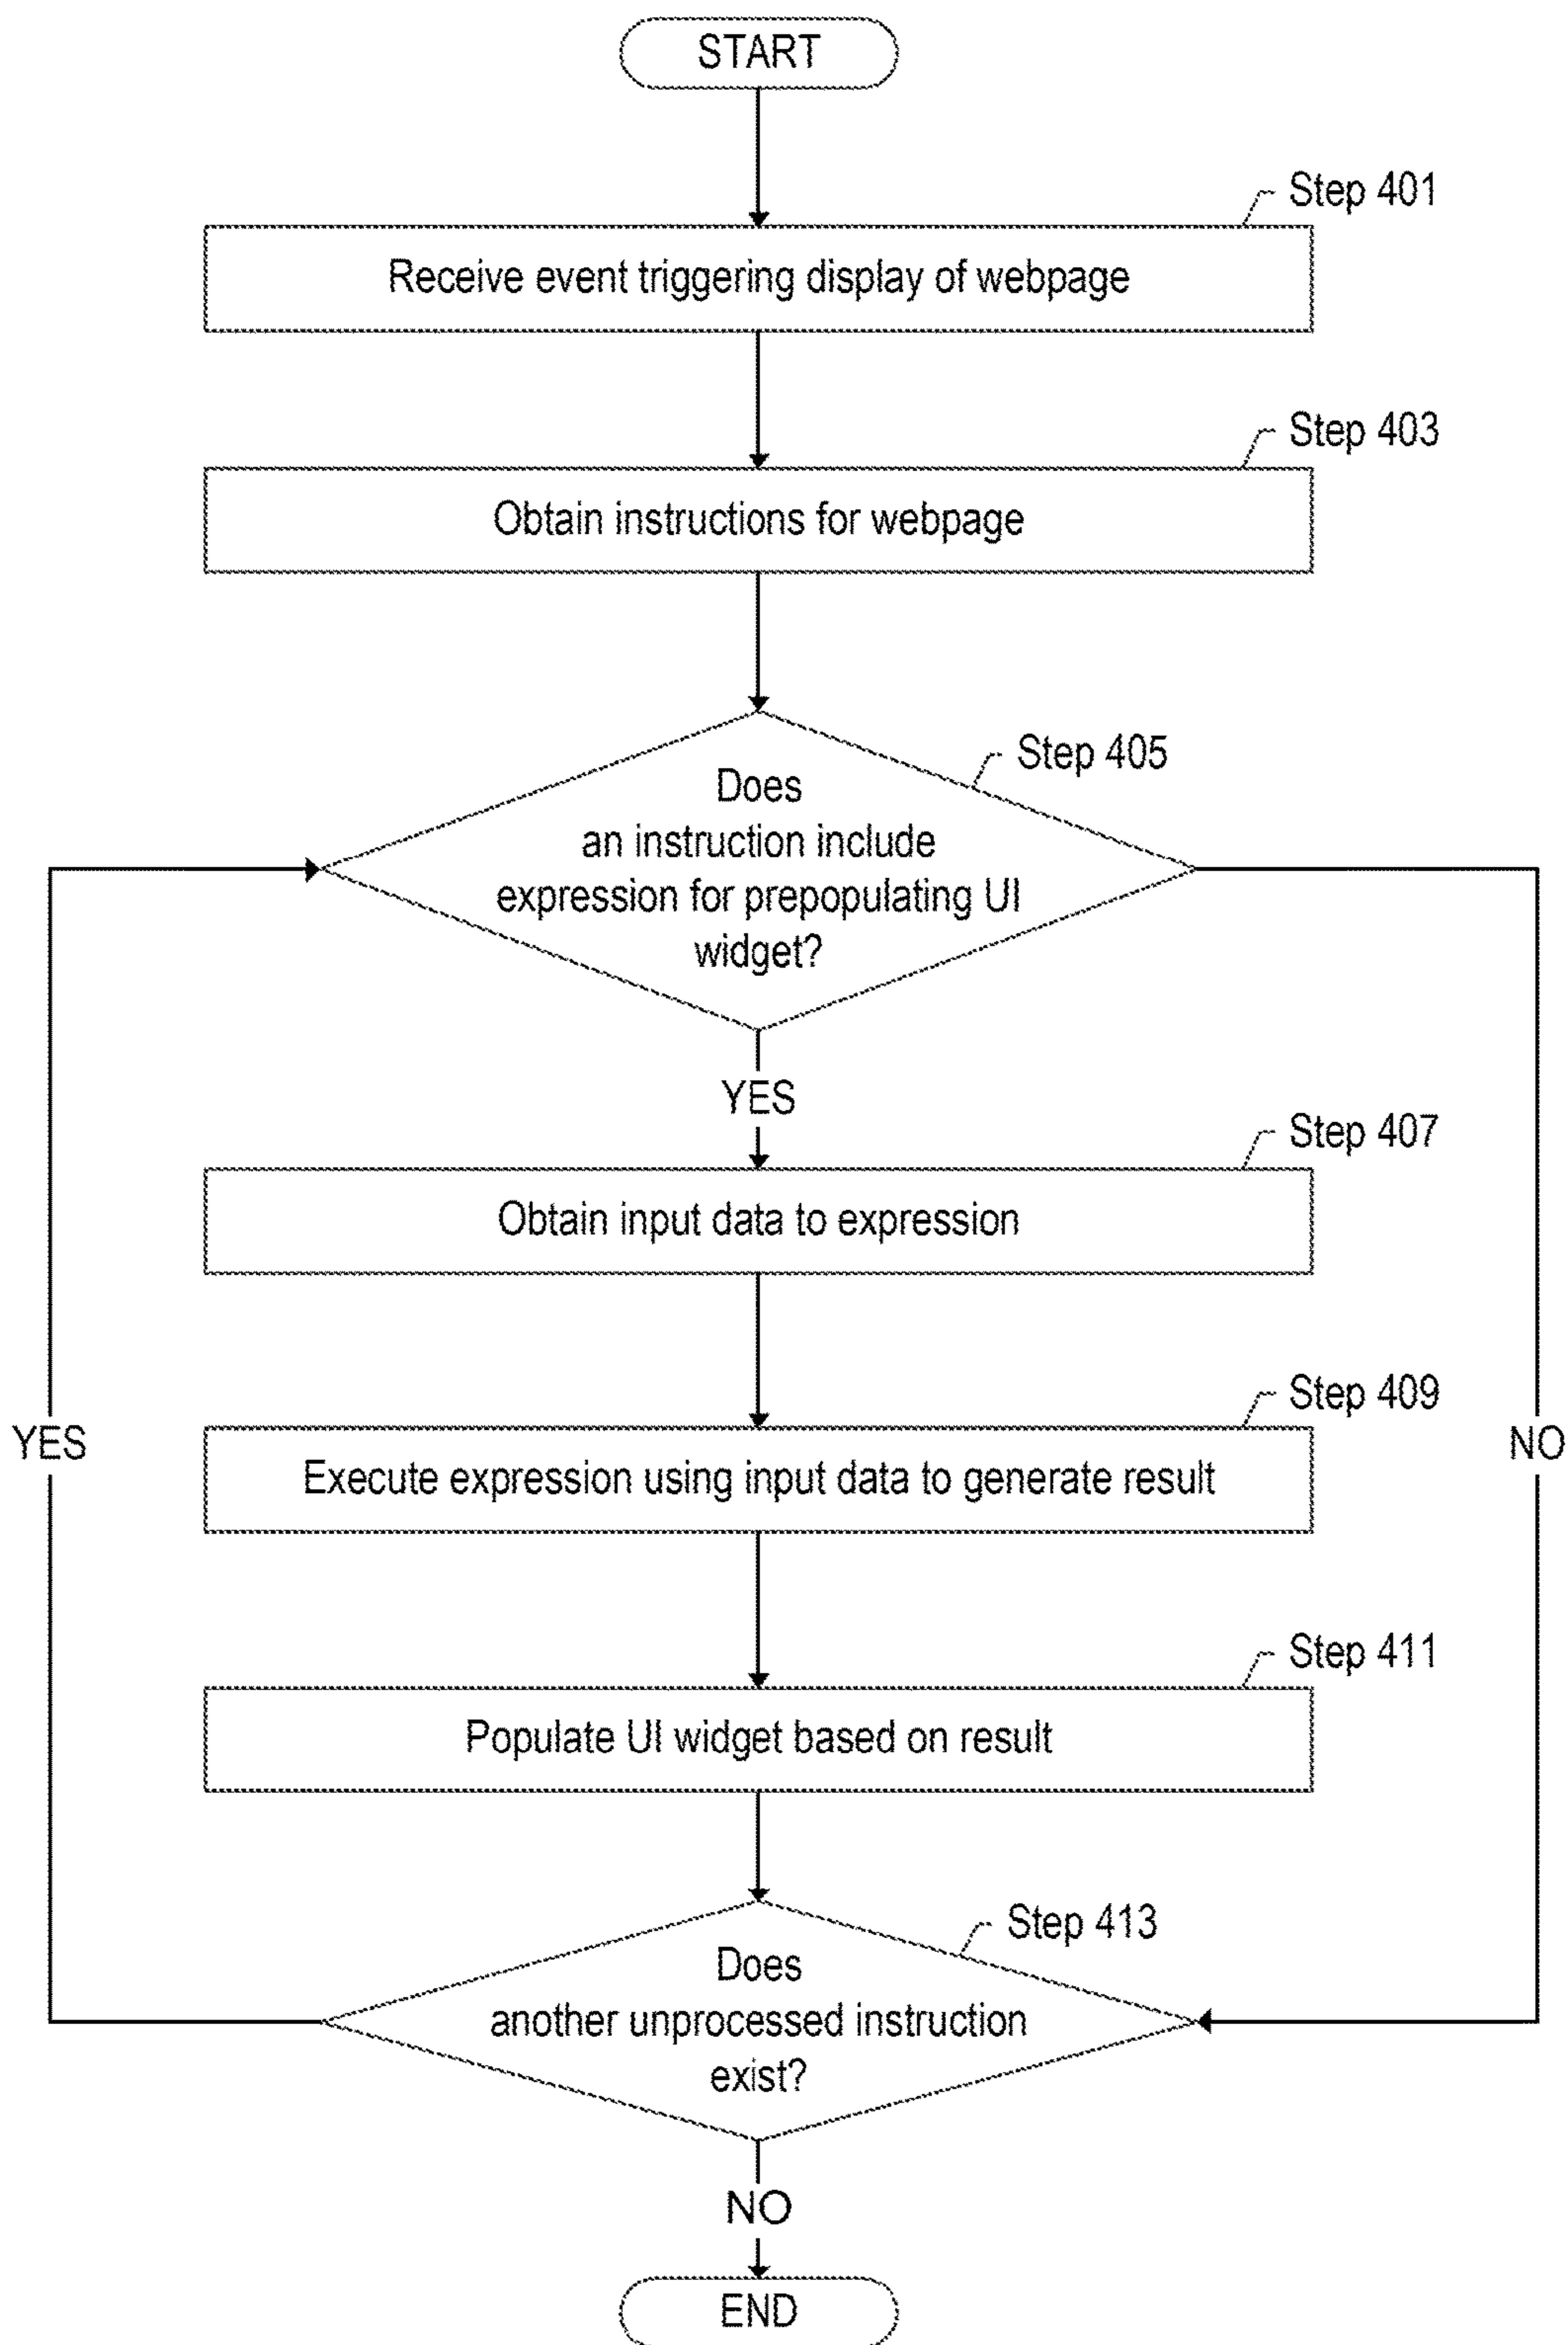 START
Step 401
Receive event triggering display of webpage
Step 403
Obtain instructions for webpage
Step 405
Does
an instruction include
expression for prepopulating UI
widget?
YES
Step 407
Obtain input data to expression
Step 409
YES
NO
Execute expression using input data to generate result
Step 411
Populate UI widget based on result
Step 413
Does
another unprocessed instruction
exist?
NO
END